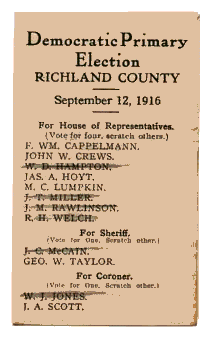 Democratic Primary
Election
RICHLAND COUNTY
September 12, 1916
For House of Representatives.
(Vote for four, scratch others.)
F. WM. CAPPELMANN.
JOHN W. CREWS.
W. D. HAMPTON.
JAS. A. HOYT.
M. C. LUMPKIN.
J. T. MILLER.
J. M. RAWLINSON.
R. H. WELCH.
For Sheriff.
(Vote for One, Scratch other.)
J. C. McCAIN.
GEO. W. TAYLOR.
For Coroner.
(Vote for One, Scratch other.)
W. J. JONES.
J. A. SCOTT.